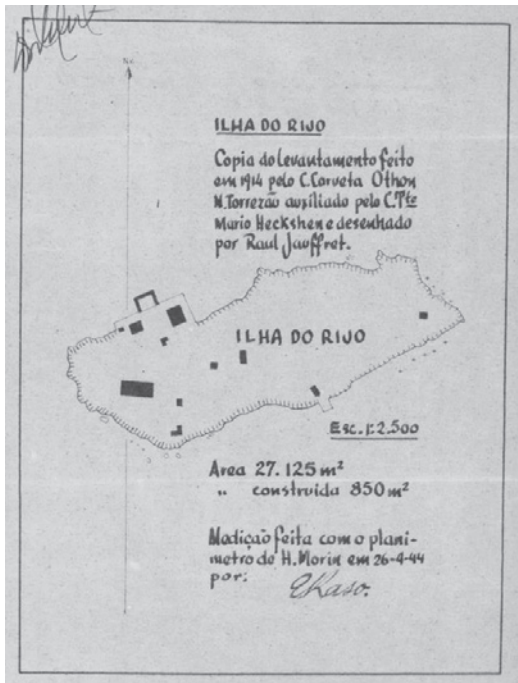 ILHA DO RIJO
Copia do levantamento feito
em 1914 pelo C. Corveta Othon
N. Torrezão auxiliado pelo C. Tte
Mario Heckshen e desenhado
por Raul Jauffret.
ILHA DO RIJO
Esc. 1:2.500
Area 27.125 m²
" construida 850 m²
Medição feita com o plani-
metro de H. Morin em 26-4-44
por: